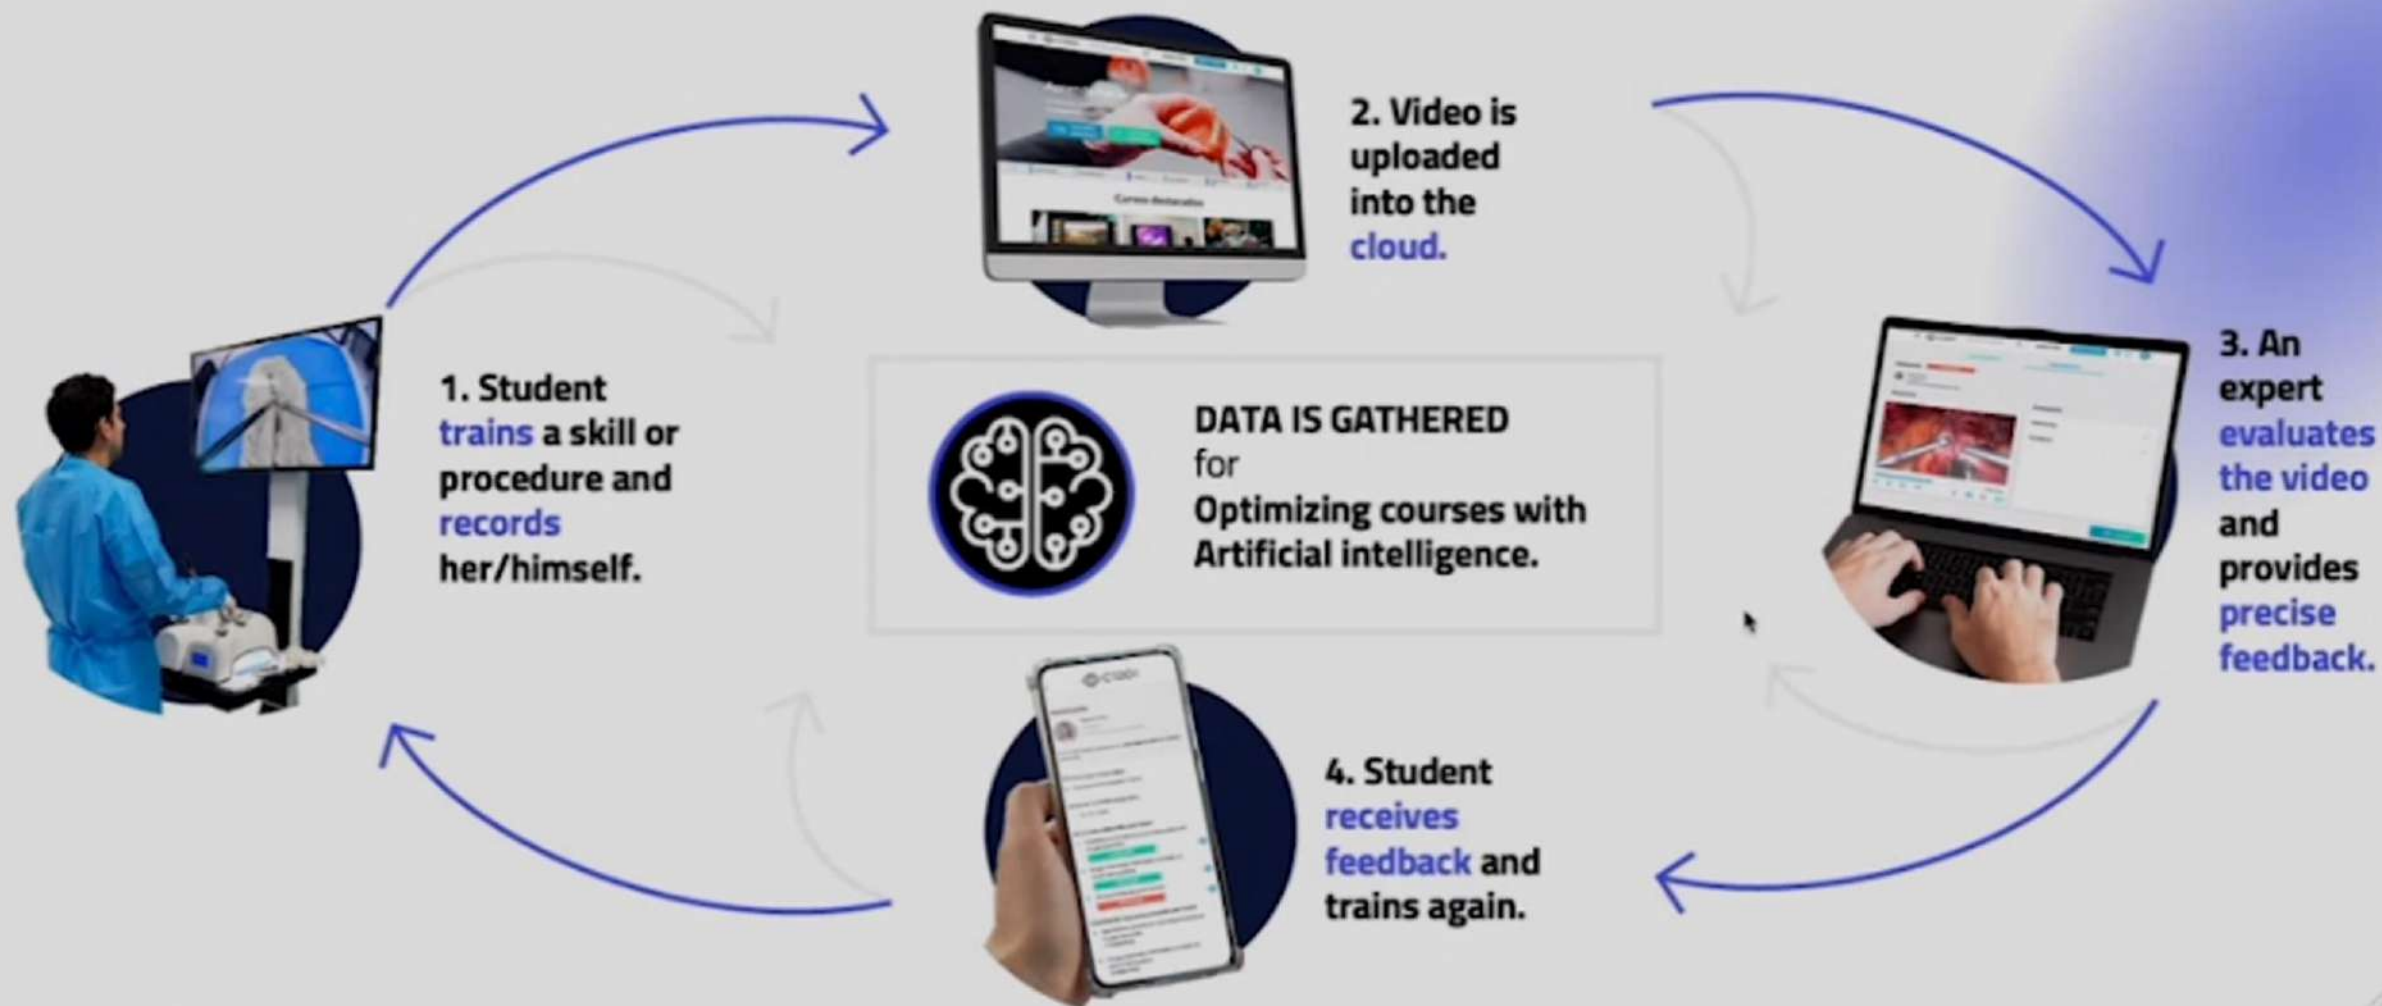 1. Student
trains a skill or
procedure and
records
her/himself.
2. Video is
uploaded
into the
cloud.
3. An
expert
evaluates
the video
and
provides
precise
feedback.
4. Student
receives
feedback and
trains again.
DATA IS GATHERED
for
Optimizing courses with
Artificial intelligence.
Cursos destacados